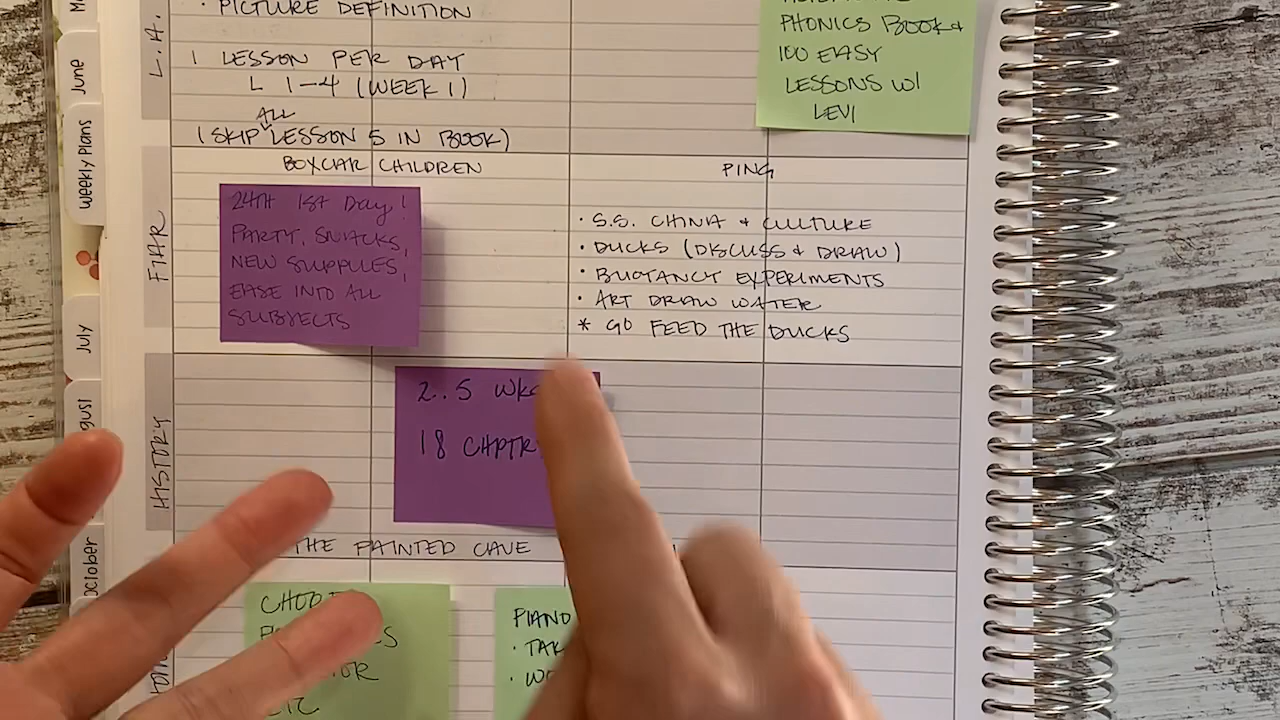 · PICTURE DEFINITION
1 LESSON PER DAY
L 1-4 (WEEK 1)
ALL
(SKIP LESSON 5 IN BOOK)
L.A.
PHONICS BOOK +
100 EASY
LESSONS W/
LEVI
June
Weekly Plans
July
October
BOXCAR CHILDREN
PING
FIAR
24TH 1ST DAY!
PARTY, SNACKS,
NEW SUPPLIES,
EASE INTO ALL
SUBJECTS
· S.S. CHINA + CULTURE
· DUCKS (DISCUSS + DRAW)
· BUOYANCY EXPERIMENTS
· ART DRAW WATER
* GO FEED THE DUCKS
HISTORY
2..5 WKS
18 CHPTR
THE PAINTED CAVE
PIANO